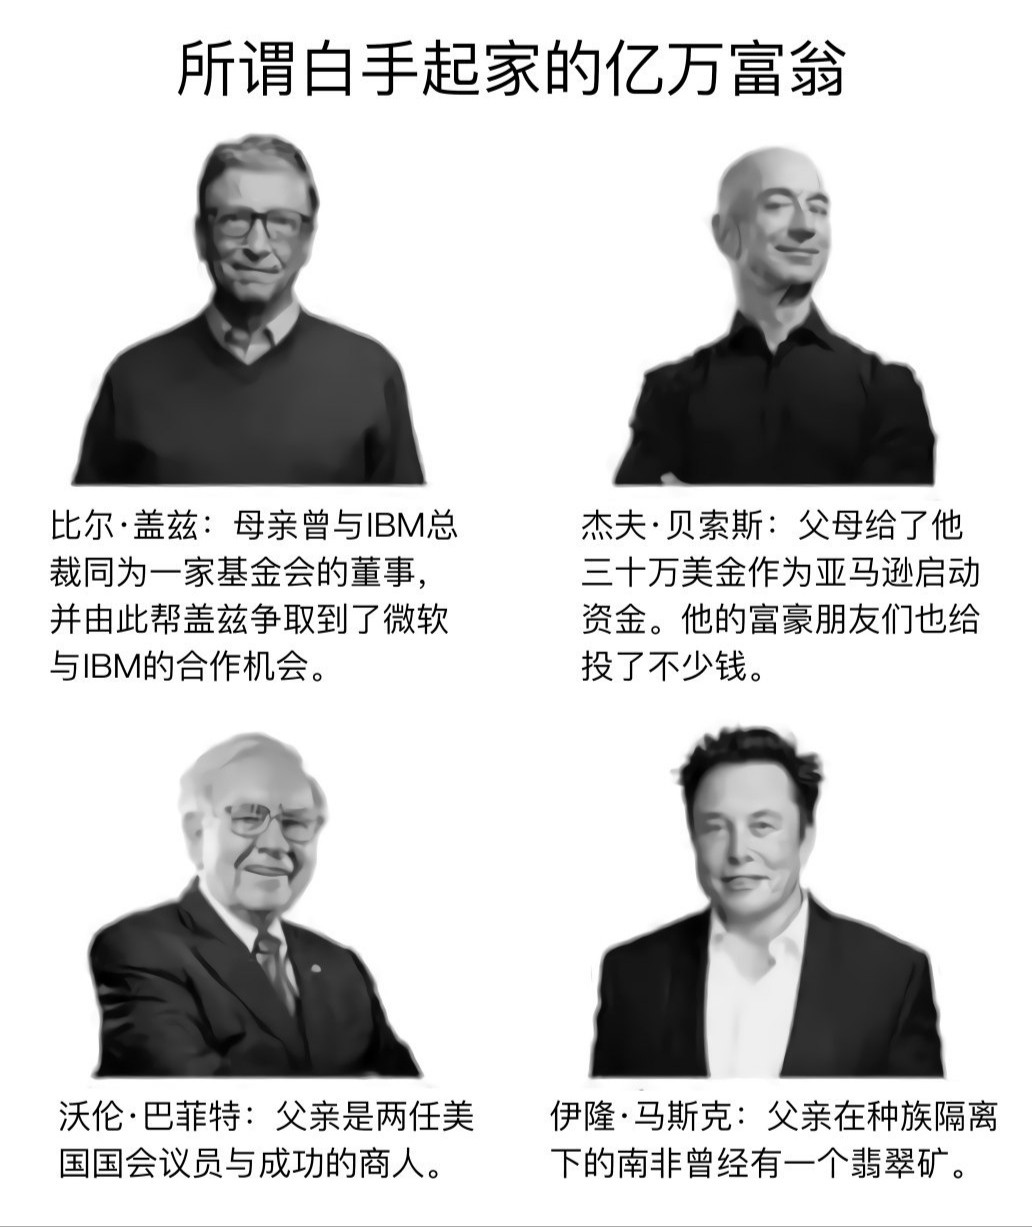 所谓白手起家的亿万富翁
比尔·盖兹：母亲曾与IBM总
裁同为一家基金会的董事，
并由此帮盖兹争取到了微软
与IBM的合作机会。
杰夫·贝索斯：父母给了他
三十万美金作为亚马逊启动
资金。他的富豪朋友们也给
投了不少钱。
沃伦·巴菲特：父亲是两任美
国国会议员与成功的商人。
伊隆·马斯克：父亲在种族隔离
下的南非曾经有一个翡翠矿。